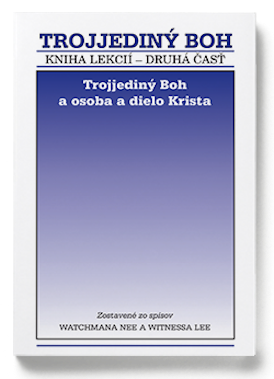 TROJJEDINÝ BOH
KNIHA LEKCIÍ – DRUHÁ ČASŤ
Trojjediný Boh
a osoba a dielo Krista
Zostavené zo spisov
WATCHMANA NEE A WITNESSA LEE